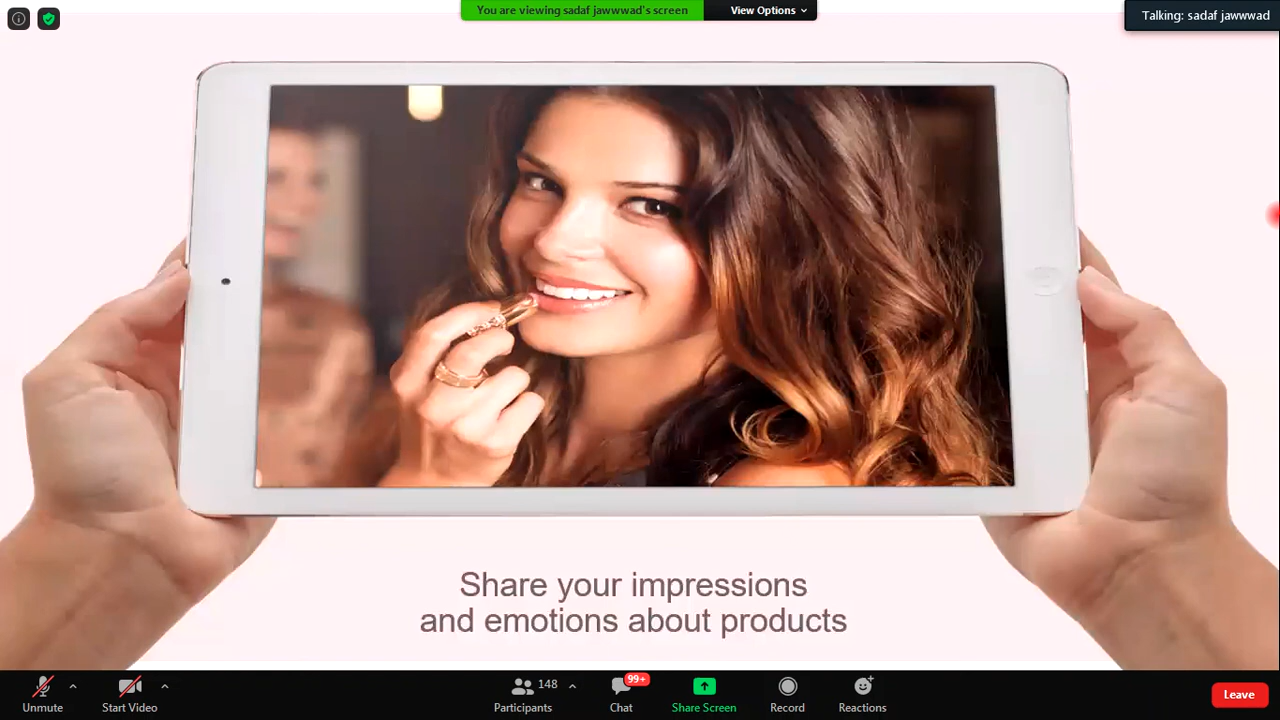 You are viewing sadaf jawwwad's screen
View Options
Talking: sadaf jawwwad
Share your impressions
and emotions about products
Unmute
Start Video
148
Participants
99+
Chat
Share Screen
Record
Reactions
Leave